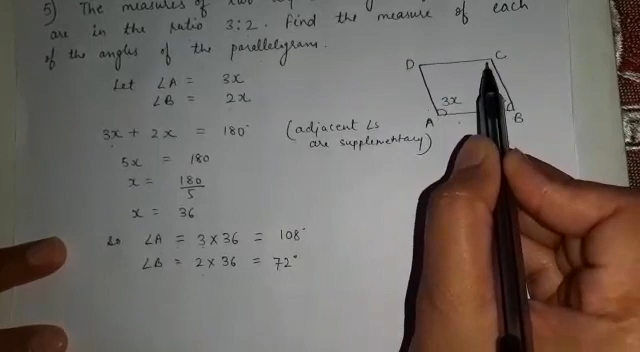 5) The measures of two adj
are in the ratio 3:2. Find the measure of each
of the angles of the parallelgram.
Let ∠A = 3x
∠B = 2x
3x + 2x = 180° (adjacent ∠s are supplementary)
5x = 180
x = 180/5
x = 36
So ∠A = 3 × 36 = 108°
∠B = 2 × 36 = 72°
D C
3x
A B